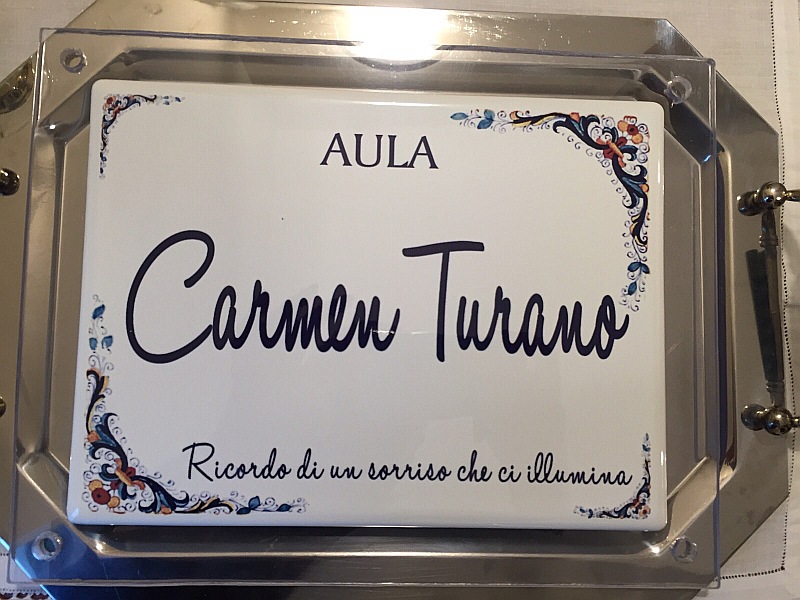 AULA
Carmen Turano
Ricordo di un sorriso che ci illumina